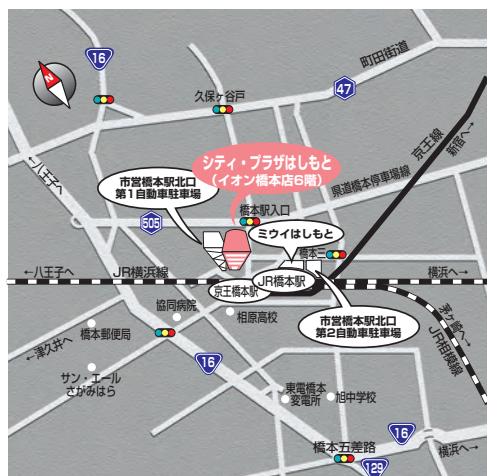 16
N
久保ヶ谷戸
町田街道
47
京王線
新宿へ→
←八王子へ
シティ・プラザはしもと
(イオン橋本店6階)
市営橋本駅北口
第1自動車駐車場
県道橋本停車場線
505
橋本駅入口
ミウイはしもと
橋本三
←八王子へ
JR横浜線
横浜へ→
京王橋本駅
JR橋本駅
協同病院
相原高校
市営橋本駅北口
第2自動車駐車場
茅ヶ崎へ→
JR相模線
橋本郵便局
←津久井へ
サン・エール
さがみはら
16
東電橋本
変電所
旭中学校
橋本五差路
16
横浜へ→
129